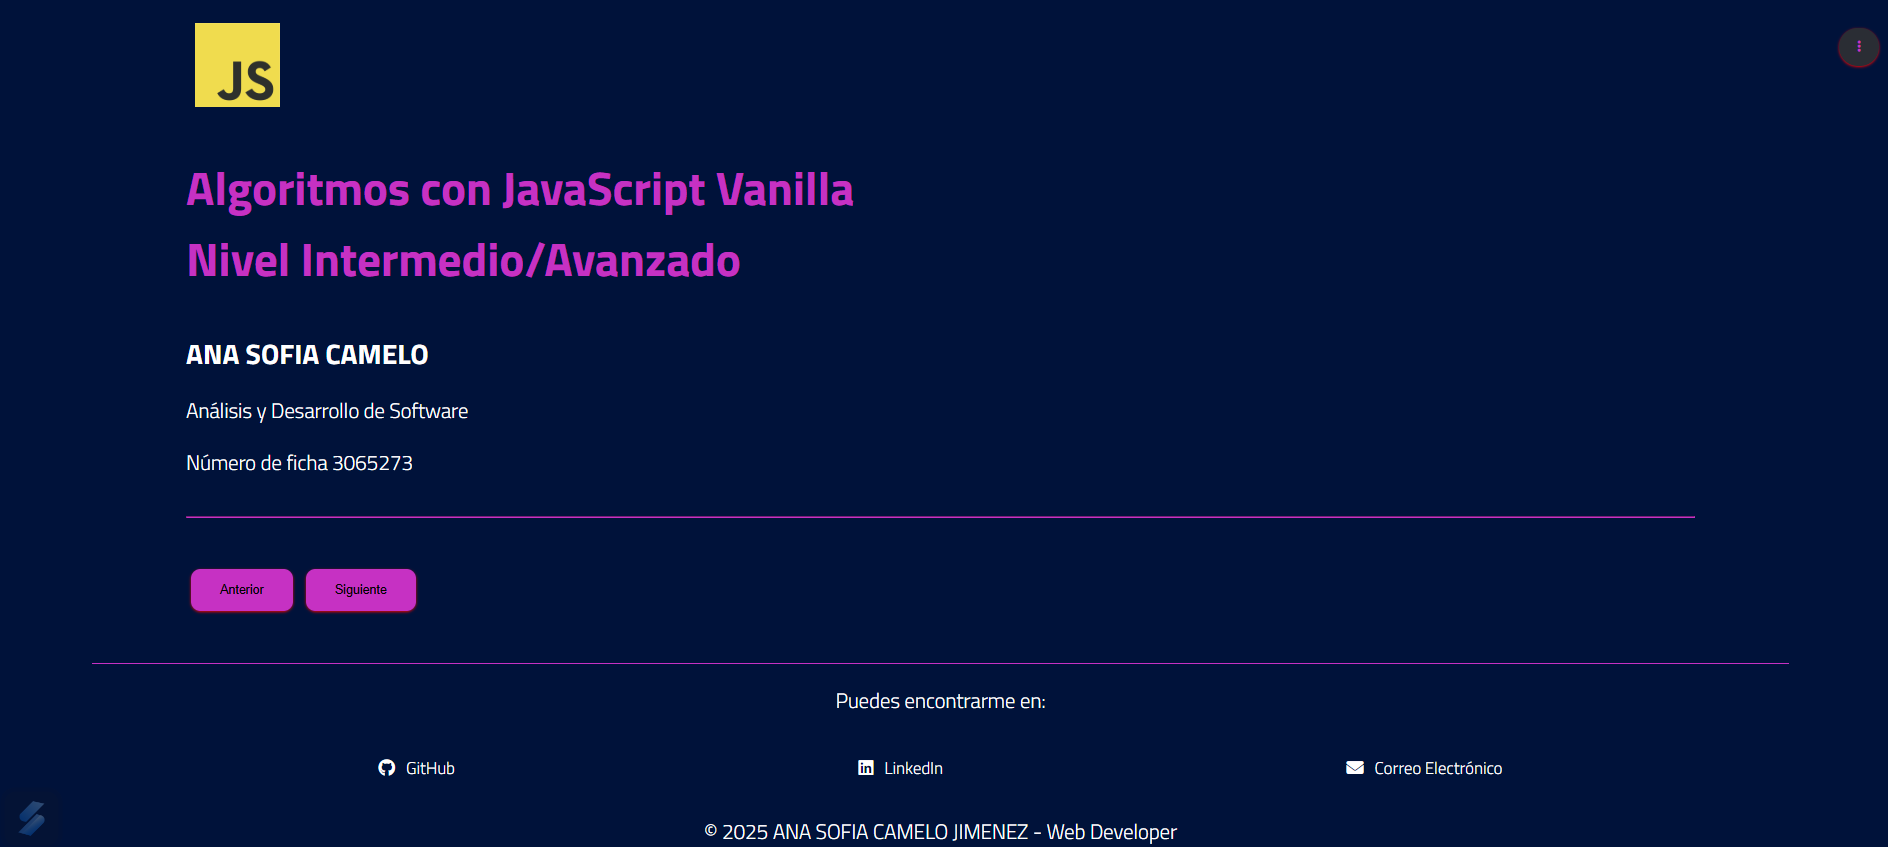 JS
Algoritmos con JavaScript Vanilla
Nivel Intermedio/Avanzado
ANA SOFIA CAMELO
Análisis y Desarrollo de Software
Número de ficha 3065273
Anterior Siguiente
Puedes encontrarme en:
GitHub LinkedIn Correo Electrónico
© 2025 ANA SOFIA CAMELO JIMENEZ - Web Developer